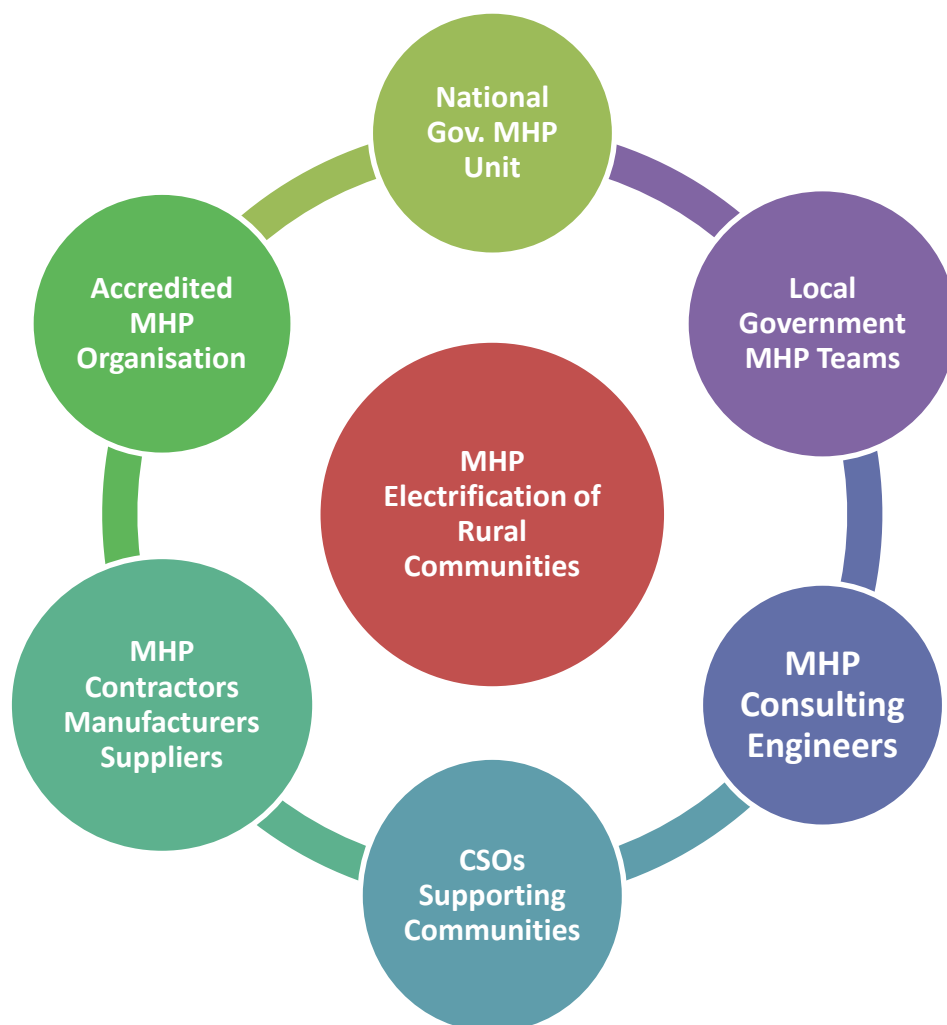 National
Gov. MHP
Unit
Local
Government
MHP Teams
MHP
Consulting
Engineers
CSOs
Supporting
Communities
MHP
Contractors
Manufacturers
Suppliers
Accredited
MHP
Organisation
MHP
Electrification of
Rural
Communities